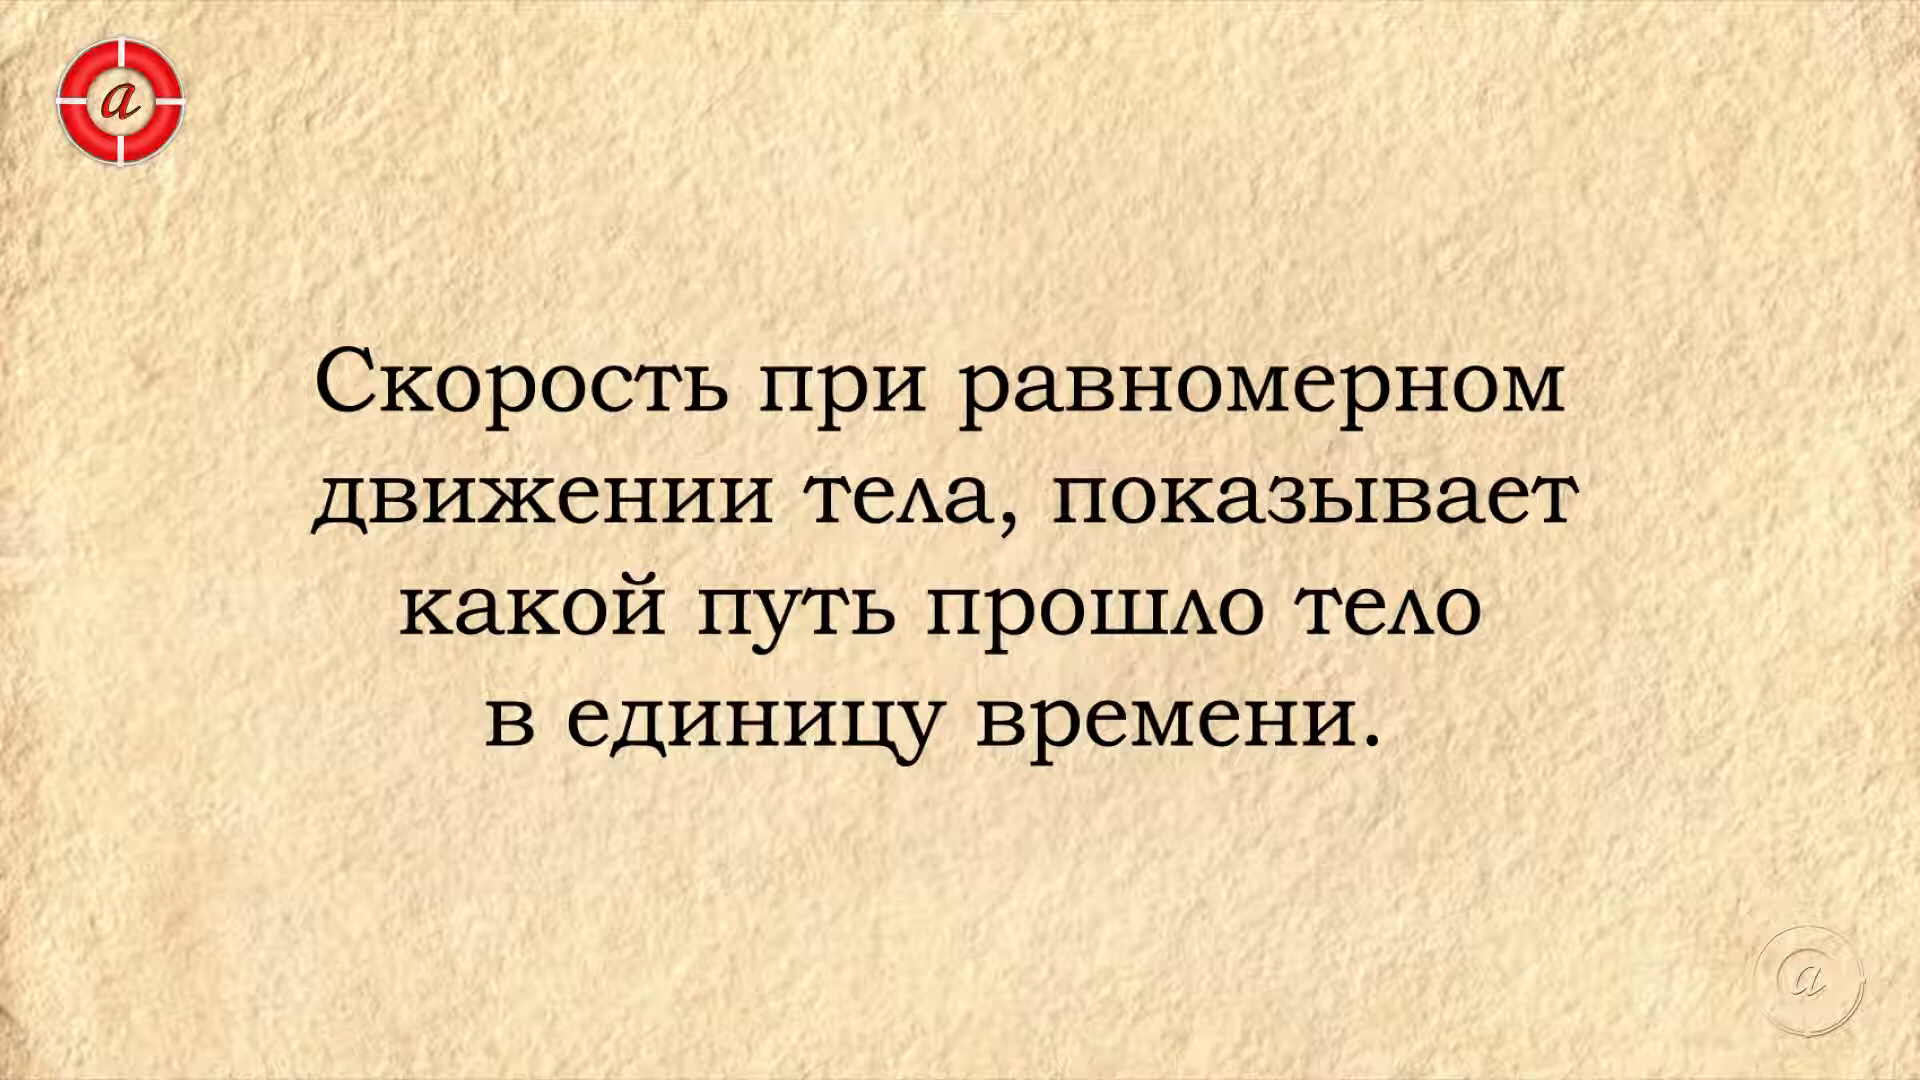 a
Скорость при равномерном
движении тела, показывает
какой путь прошло тело
в единицу времени.
a